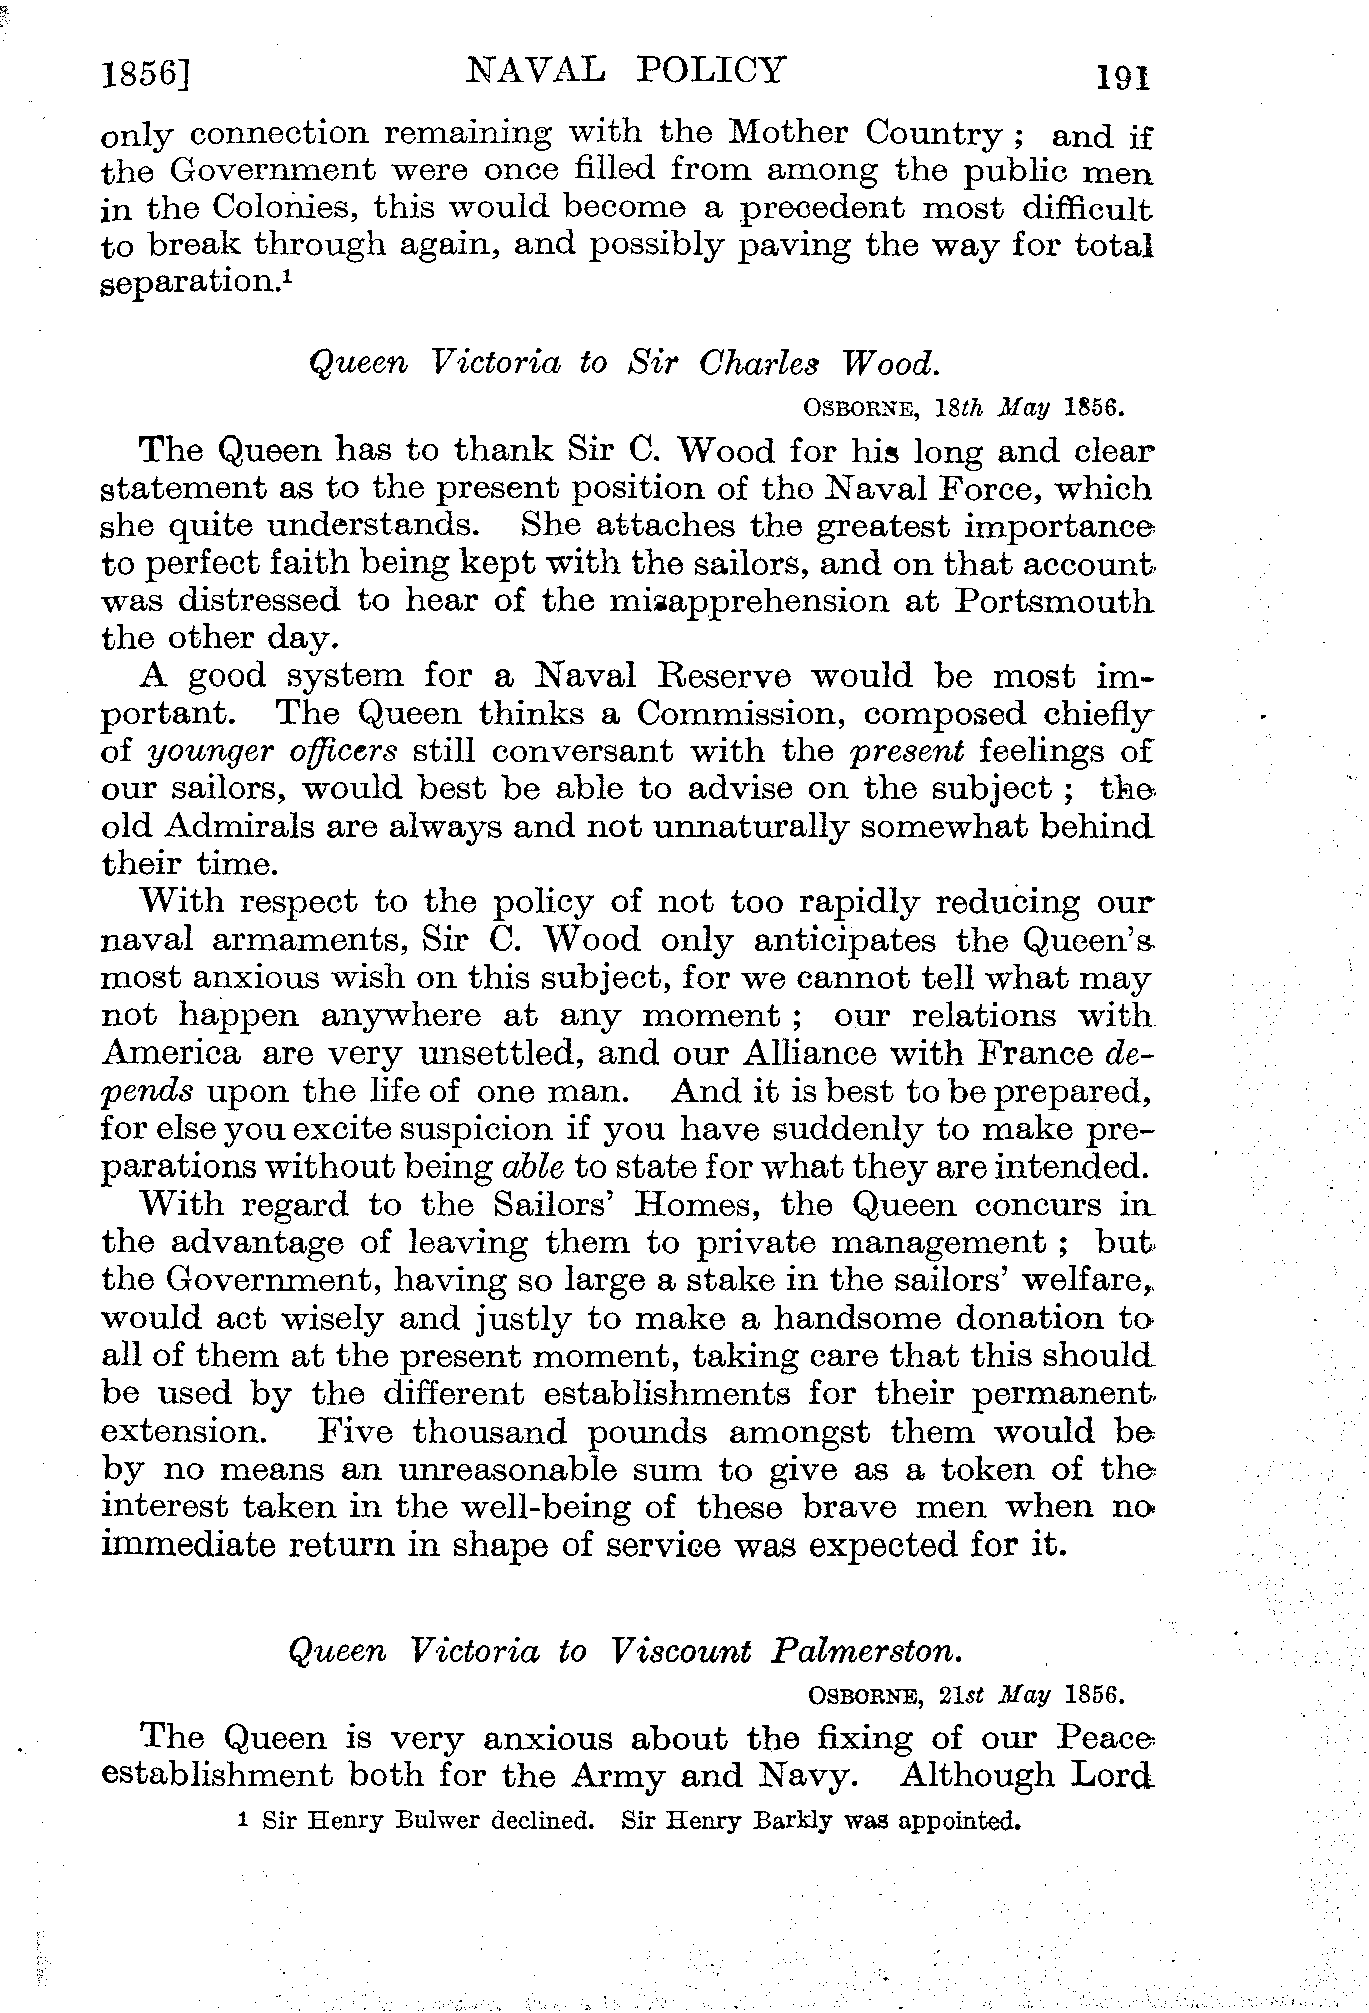 1856] NAVAL POLICY 191
only connection remaining with the Mother Country ; and if
the Government were once filled from among the public men
in the Colonies, this would become a precedent most difficult
to break through again, and possibly paving the way for total
separation.¹
Queen Victoria to Sir Charles Wood.
OSBORNE, 18th May 1856.
The Queen has to thank Sir C. Wood for his long and clear
statement as to the present position of the Naval Force, which
she quite understands. She attaches the greatest importance
to perfect faith being kept with the sailors, and on that account
was distressed to hear of the misapprehension at Portsmouth
the other day.
A good system for a Naval Reserve would be most im-
portant. The Queen thinks a Commission, composed chiefly
of younger officers still conversant with the present feelings of
our sailors, would best be able to advise on the subject ; the
old Admirals are always and not unnaturally somewhat behind
their time.
With respect to the policy of not too rapidly reducing our
naval armaments, Sir C. Wood only anticipates the Queen's
most anxious wish on this subject, for we cannot tell what may
not happen anywhere at any moment ; our relations with
America are very unsettled, and our Alliance with France de-
pends upon the life of one man. And it is best to be prepared,
for else you excite suspicion if you have suddenly to make pre-
parations without being able to state for what they are intended.
With regard to the Sailors' Homes, the Queen concurs in
the advantage of leaving them to private management ; but
the Government, having so large a stake in the sailors' welfare,
would act wisely and justly to make a handsome donation to
all of them at the present moment, taking care that this should
be used by the different establishments for their permanent
extension. Five thousand pounds amongst them would be
by no means an unreasonable sum to give as a token of the
interest taken in the well-being of these brave men when no
immediate return in shape of service was expected for it.
Queen Victoria to Viscount Palmerston.
OSBORNE, 21st May 1856.
The Queen is very anxious about the fixing of our Peace
establishment both for the Army and Navy. Although Lord
1 Sir Henry Bulwer declined. Sir Henry Barkly was appointed.